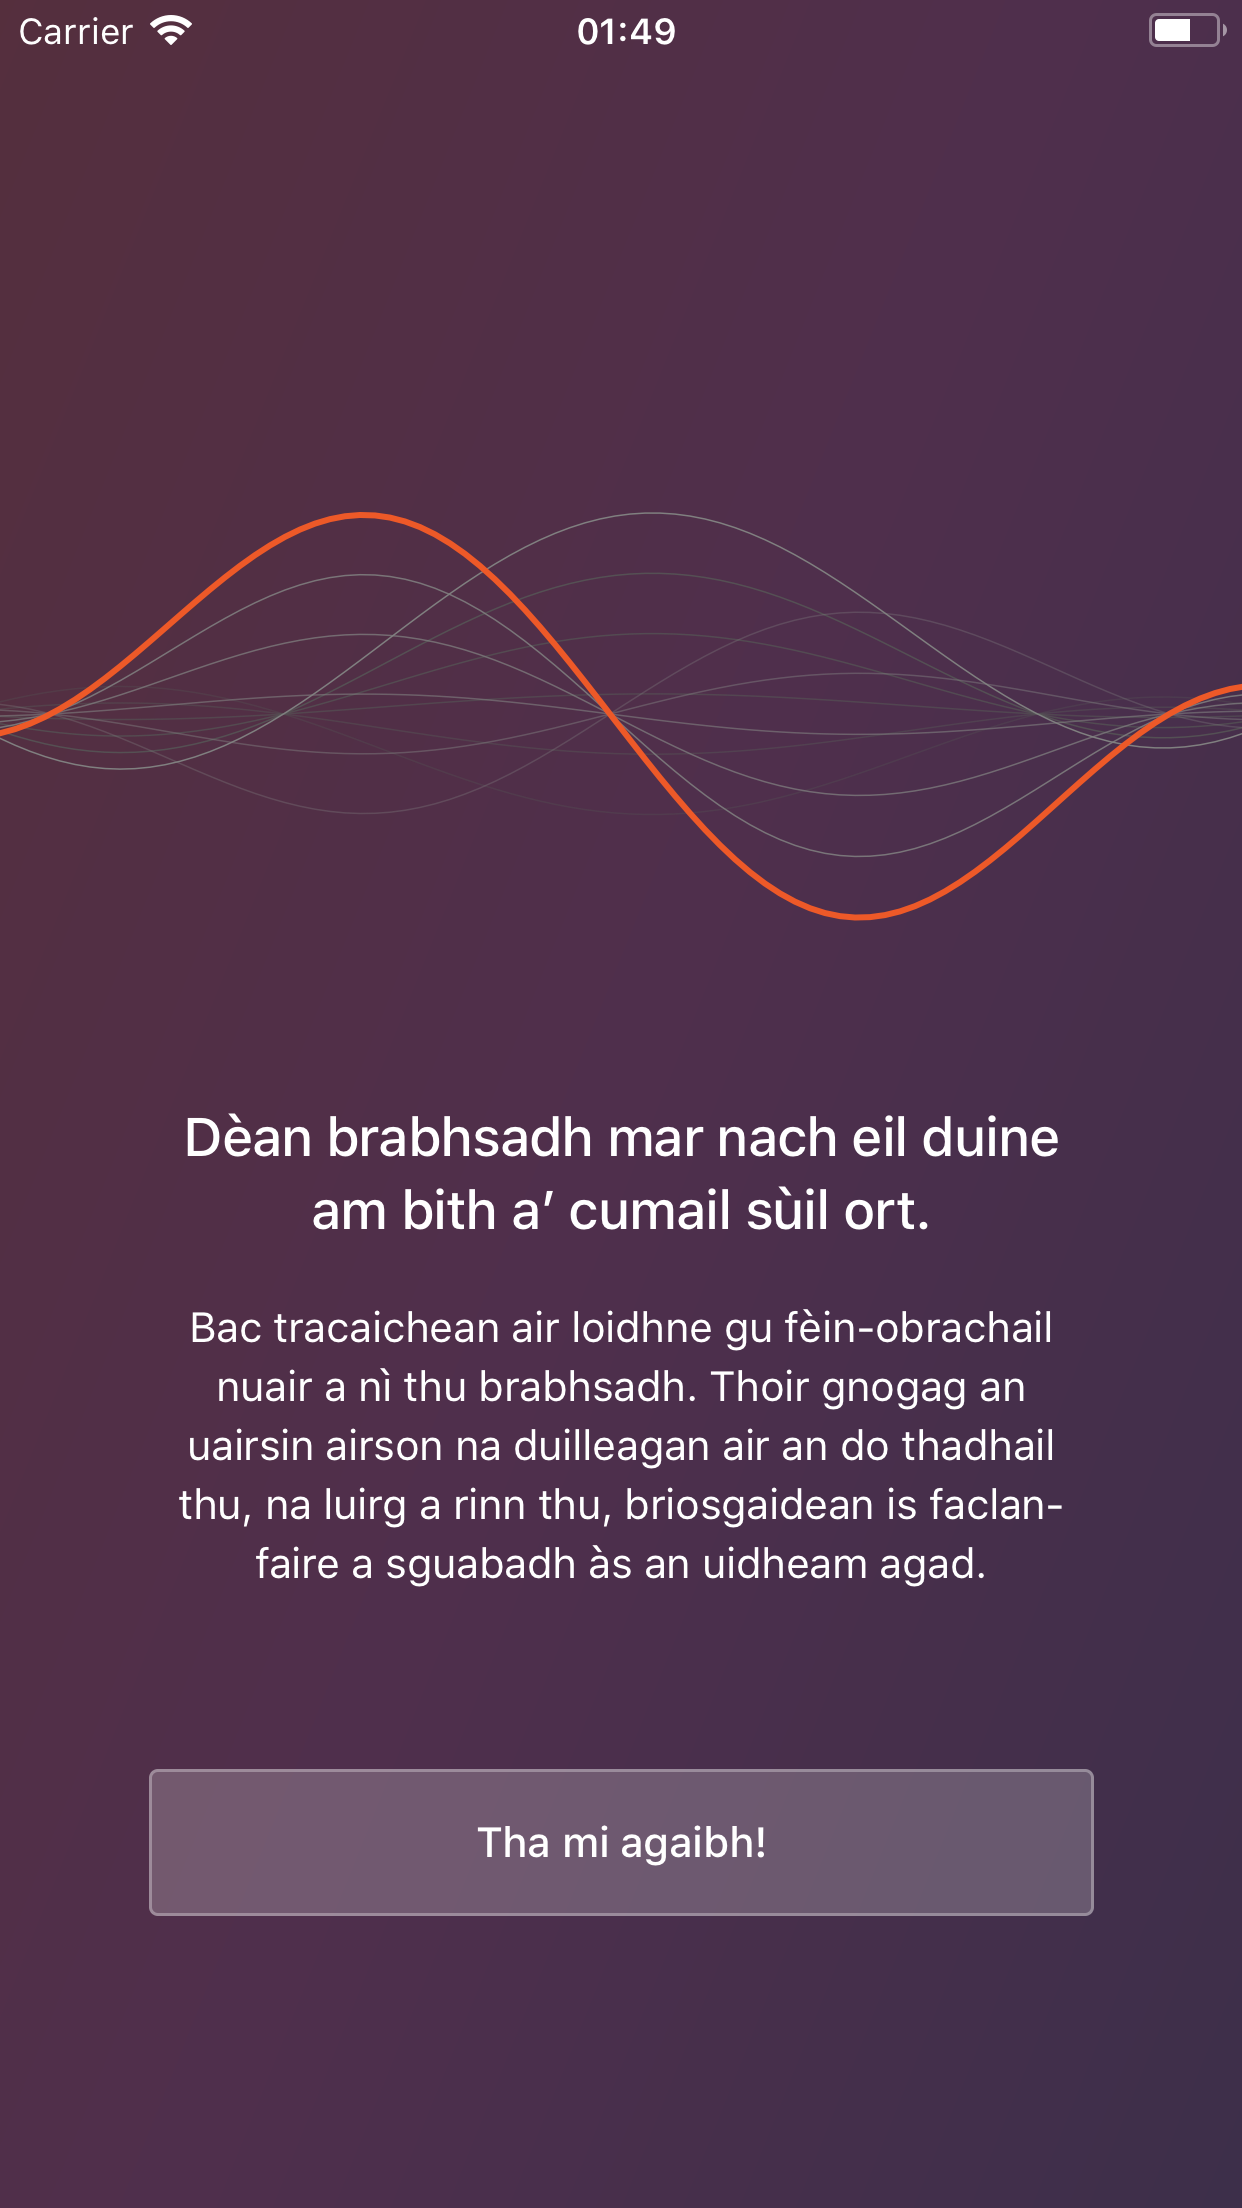 Carrier 01:49
Dèan brabhsadh mar nach eil duine
am bith a’ cumail sùil ort.
Bac tracaichean air loidhne gu fèin-obrachail
nuair a nì thu brabhsadh. Thoir gnogag an
uairsin airson na duilleagan air an do thadhail
thu, na luirg a rinn thu, briosgaidean is faclan-
faire a sguabadh às an uidheam agad.
Tha mi agaibh!